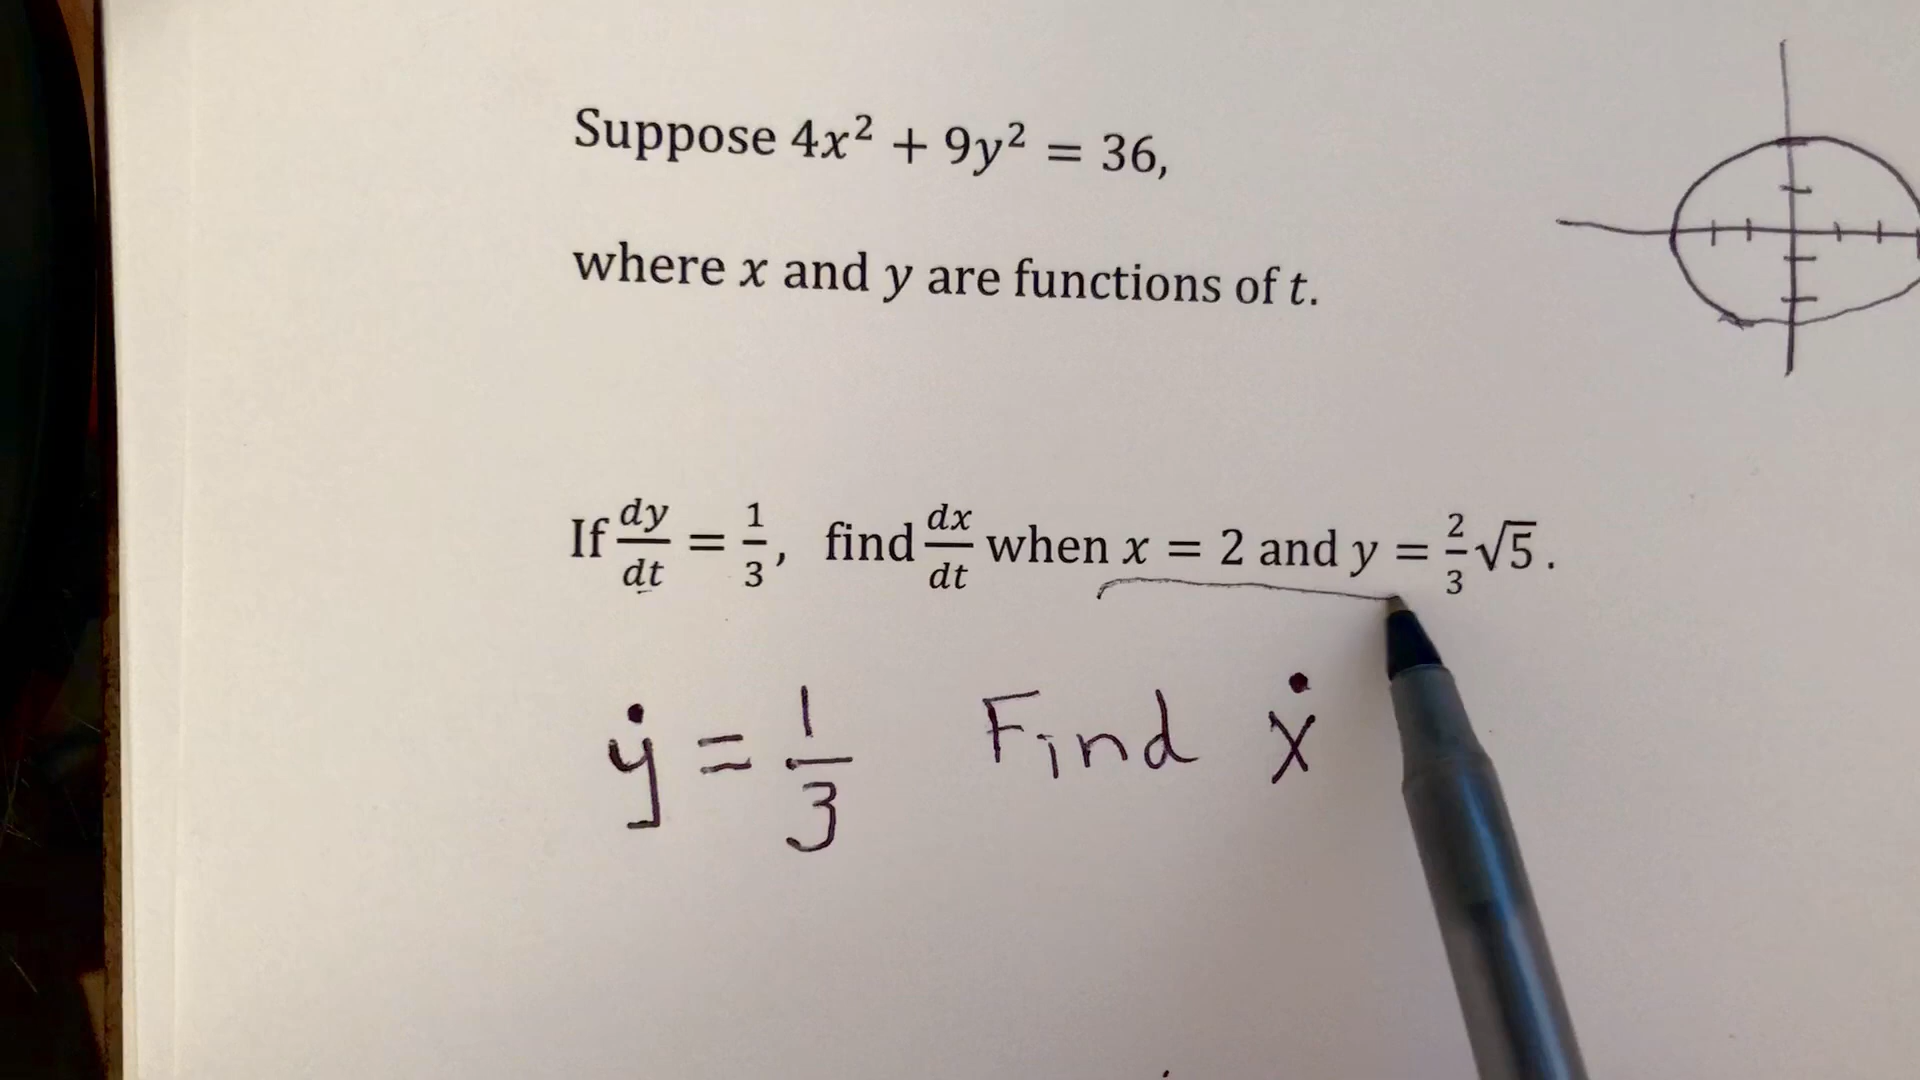 Suppose 4x² + 9y² = 36,
where x and y are functions of t.
If dy/dt = 1/3, find dx/dt when x = 2 and y = 2/3 √5 .
ẏ = 1/3 Find ẋ